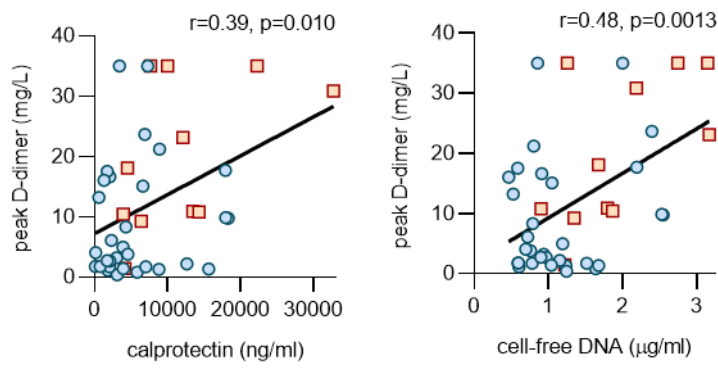 r=0.39, p=0.010
40
30
20
10
0
peak D-dimer (mg/L)
0 10000 20000 30000
calprotectin (ng/ml)
r=0.48, p=0.0013
40
30
20
10
0
peak D-dimer (mg/L)
0 1 2 3
cell-free DNA (μg/ml)